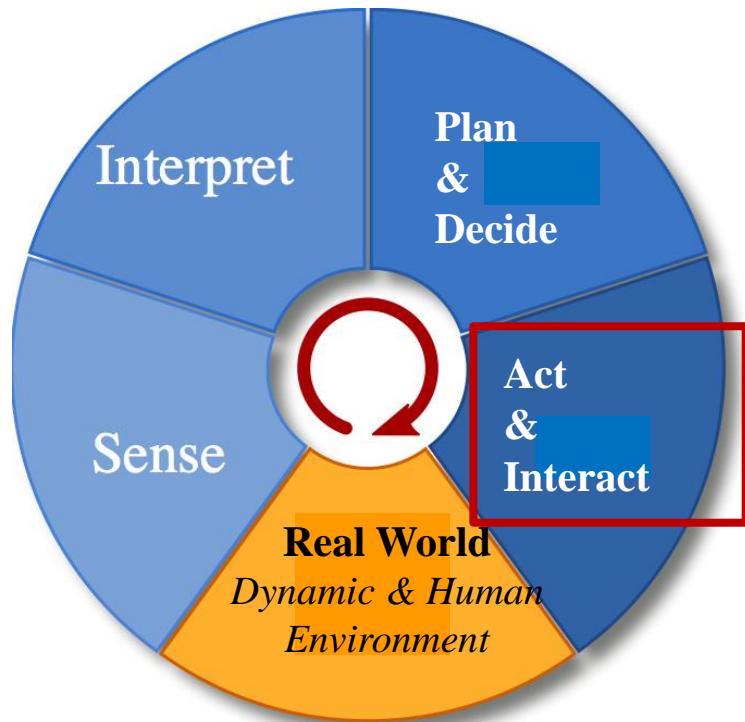 Interpret
Plan
&
Decide
Sense
Act
&
Interact
Real World
Dynamic & Human
Environment